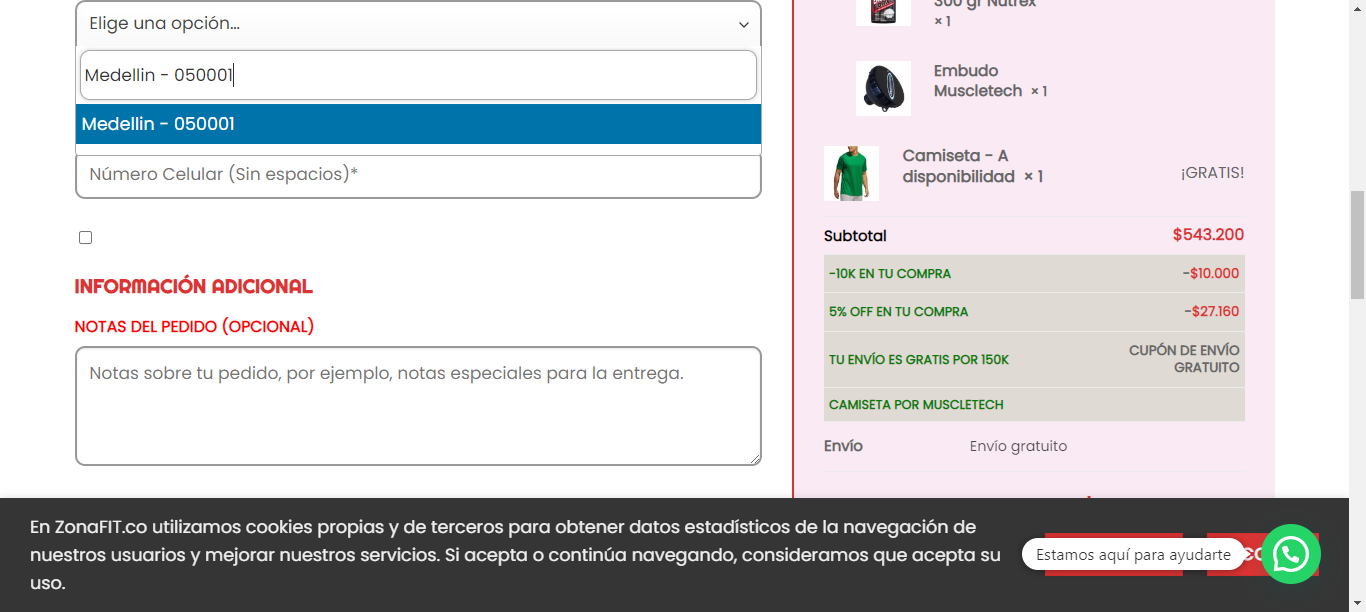 Elige una opción...
Medellin - 050001
Medellin - 050001
Número Celular (Sin espacios)*
INFORMACIÓN ADICIONAL
NOTAS DEL PEDIDO (OPCIONAL)
Notas sobre tu pedido, por ejemplo, notas especiales para la entrega.
300 gr Nutrex
× 1
Embudo
Muscletech × 1
Camiseta - A
disponibilidad × 1
¡GRATIS!
Subtotal
$543.200
-10K EN TU COMPRA
-$10.000
5% OFF EN TU COMPRA
-$27.160
TU ENVÍO ES GRATIS POR 150K
CUPÓN DE ENVÍO
GRATUITO
CAMISETA POR MUSCLETECH
Envío
Envío gratuito
En ZonaFIT.co utilizamos cookies propias y de terceros para obtener datos estadísticos de la navegación de
nuestros usuarios y mejorar nuestros servicios. Si acepta o continúa navegando, consideramos que acepta su
uso.
Estamos aquí para ayudarte